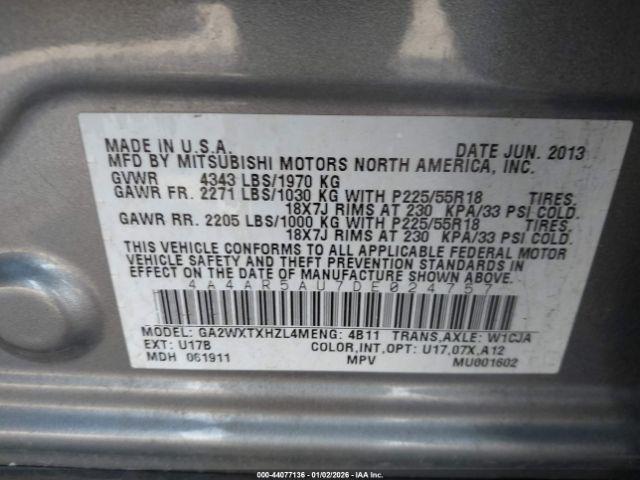 MADE IN U.S.A. DATE JUN. 2013
MFD BY MITSUBISHI MOTORS NORTH AMERICA, INC.
GVWR 4343 LBS/1970 KG
GAWR FR. 2271 LBS/1030 KG WITH P225/55R18 TIRES,
18X7J RIMS AT 230 KPA/33 PSI COLD.
GAWR RR. 2205 LBS/1000 KG WITH P225/55R18 TIRES,
18X7J RIMS AT 230 KPA/33 PSI COLD.
THIS VEHICLE CONFORMS TO ALL APPLICABLE FEDERAL MOTOR
VEHICLE SAFETY AND THEFT PREVENTION STANDARDS IN
EFFECT ON THE DATE OF MANUFACTURE SHOWN ABOVE.
4A4AR5AU7DE024757
MODEL: GA2WXTXHZL4M ENG: 4B11 TRANS,AXLE: W1CJA
EXT: U17B COLOR,INT,OPT: U17,07X,A12
MDH 061911 MPV MU001602
000-44077136 - 01/02/2026 - IAA Inc.